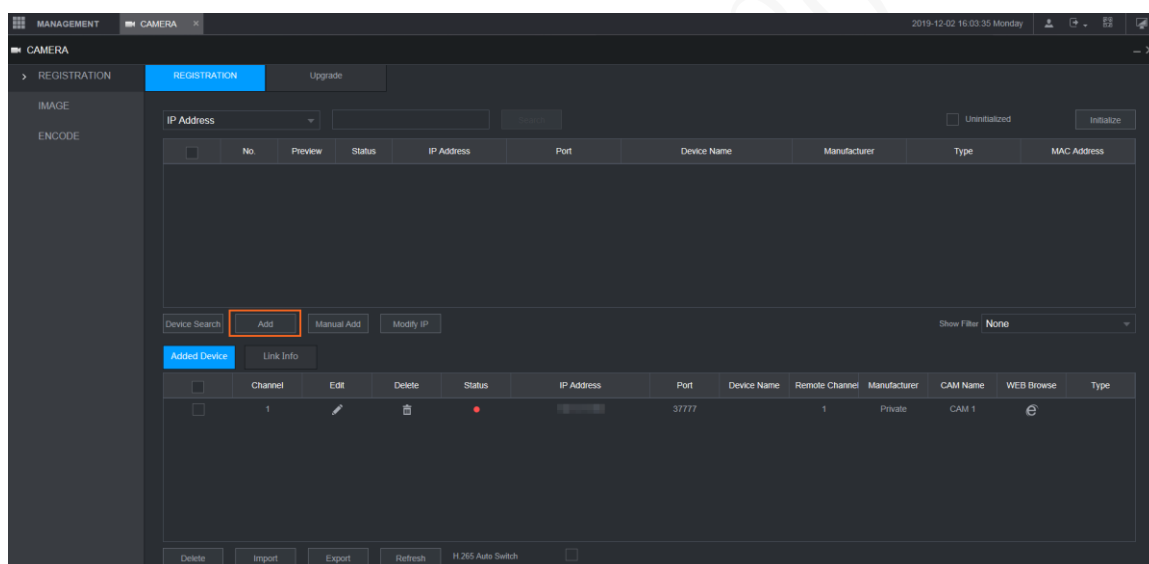 MANAGEMENT CAMERA × 2019-12-02 16:03:35 Monday
CAMERA
REGISTRATION REGISTRATION Upgrade
IMAGE
IP Address Search Uninitialized Initialize
ENCODE
No. Preview Status IP Address Port Device Name Manufacturer Type MAC Address
Device Search Add Manual Add Modify IP Show Filter None
Added Device Link Info
Channel Edit Delete Status IP Address Port Device Name Remote Channel Manufacturer CAM Name WEB Browse Type
1 37777 1 Private CAM 1
Delete Import Export Refresh H.265 Auto Switch